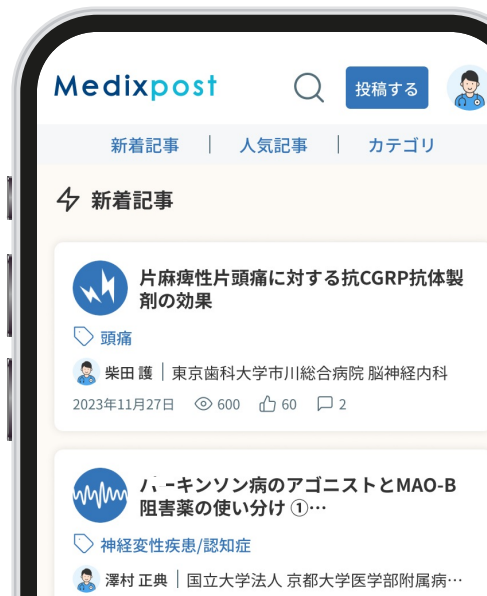 Medixpost 投稿する
新着記事 | 人気記事 | カテゴリ
新着記事
片麻痺性片頭痛に対する抗CGRP抗体製
剤の効果
頭痛
柴田 護 | 東京歯科大学市川総合病院 脳神経内科
2023年11月27日 600 60 2
パーキンソン病のアゴニストとMAO-B
阻害薬の使い分け ①…
神経変性疾患/認知症
澤村 正典 | 国立大学法人 京都大学医学部附属病…